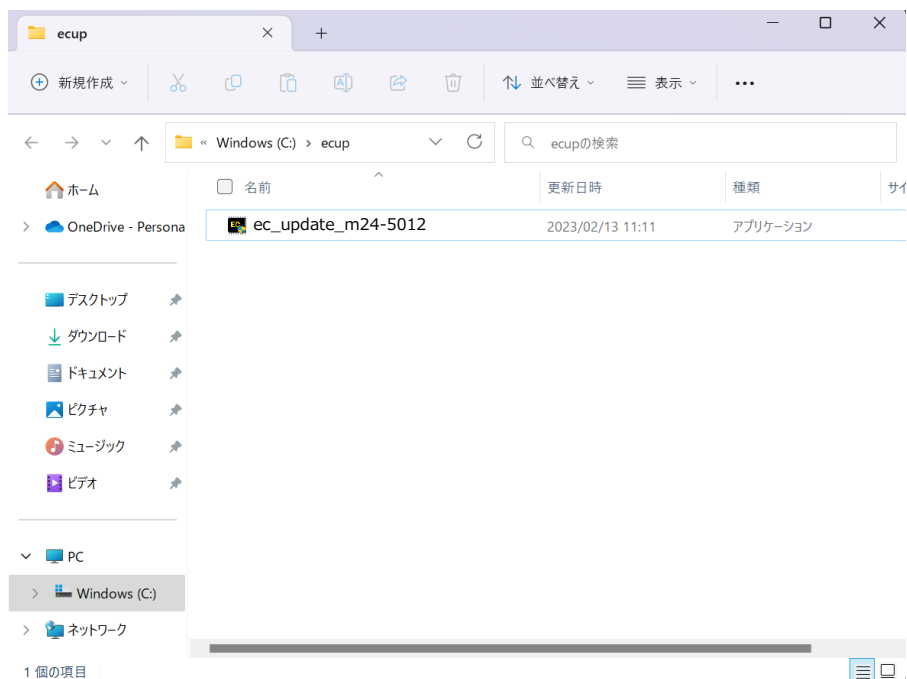 ecup
新規作成
並べ替え
表示
« Windows (C:) › ecup
ecupの検索
名前 更新日時 種類
ホーム
OneDrive - Persona
ec_update_m24-5012 2023/02/13 11:11 アプリケーション
デスクトップ
ダウンロード
ドキュメント
ピクチャ
ミュージック
ビデオ
PC
Windows (C:)
ネットワーク
1 個の項目